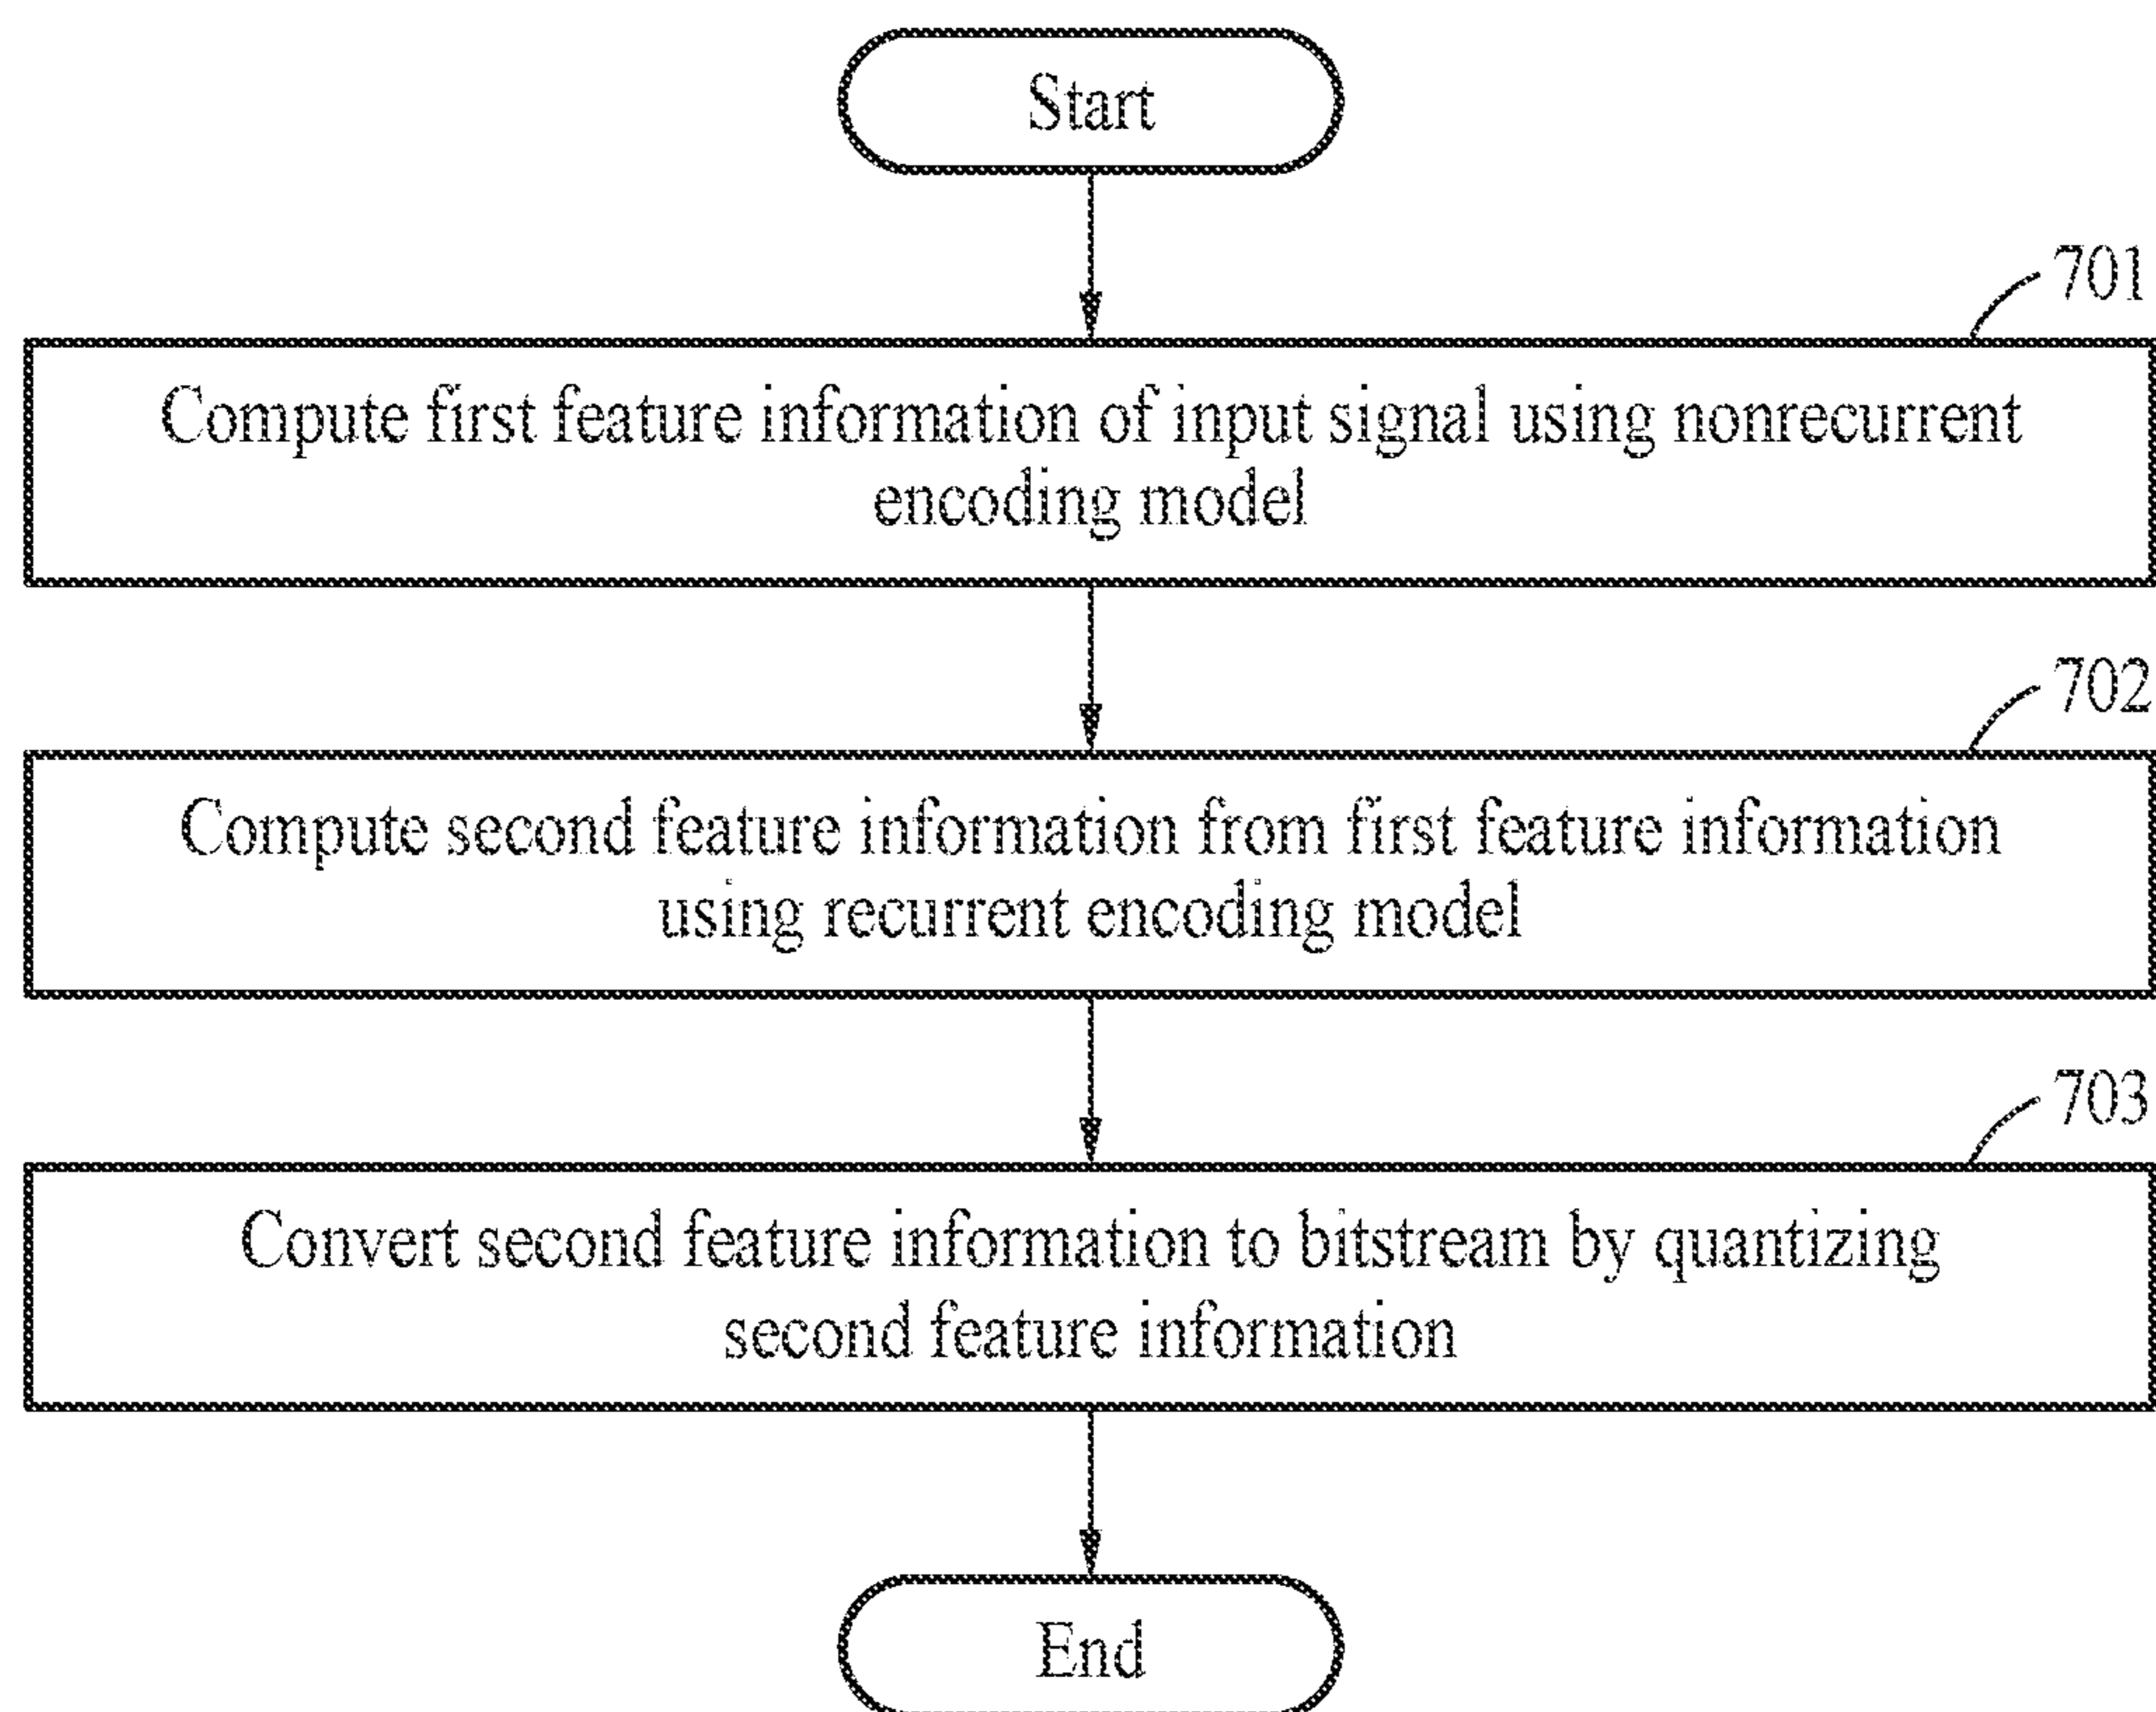 Start
701
Compute first feature information of input signal using nonrecurrent
encoding model
702
Compute second feature information from first feature information
using recurrent encoding model
703
Convert second feature information to bitstream by quantizing
second feature information
End